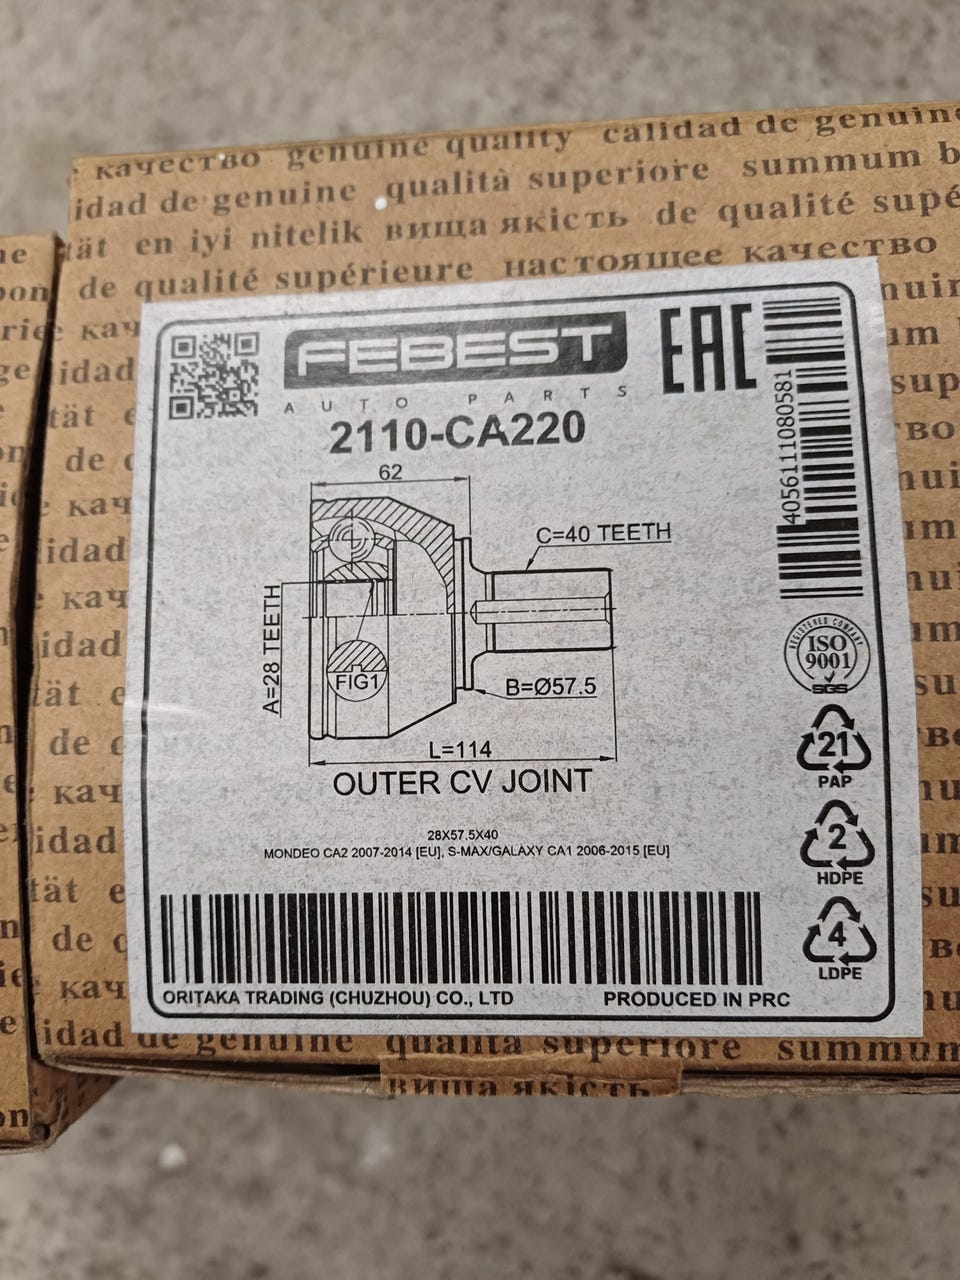 качество genuine quality calidad de genuine
idad de genuine qualità superiore summum b
tät en iyi nitelik вища якість de qualité supé
de qualité supérieure настоящее качество
FEBEST
AUTO PARTS
EAC
2110-CA220
4056111080581
62
C=40 TEETH
A=28 TEETH
FIG1
B=Ø57.5
L=114
OUTER CV JOINT
28X57.5X40
MONDEO CA2 2007-2014 [EU], S-MAX/GALAXY CA1 2006-2015 [EU]
REGISTERED COMPANY
ISO
9001
SGS
21
PAP
2
HDPE
4
LDPE
ORITAKA TRADING (CHUZHOU) CO., LTD PRODUCED IN PRC
idad de genuine qualità superiore summum
вища якість